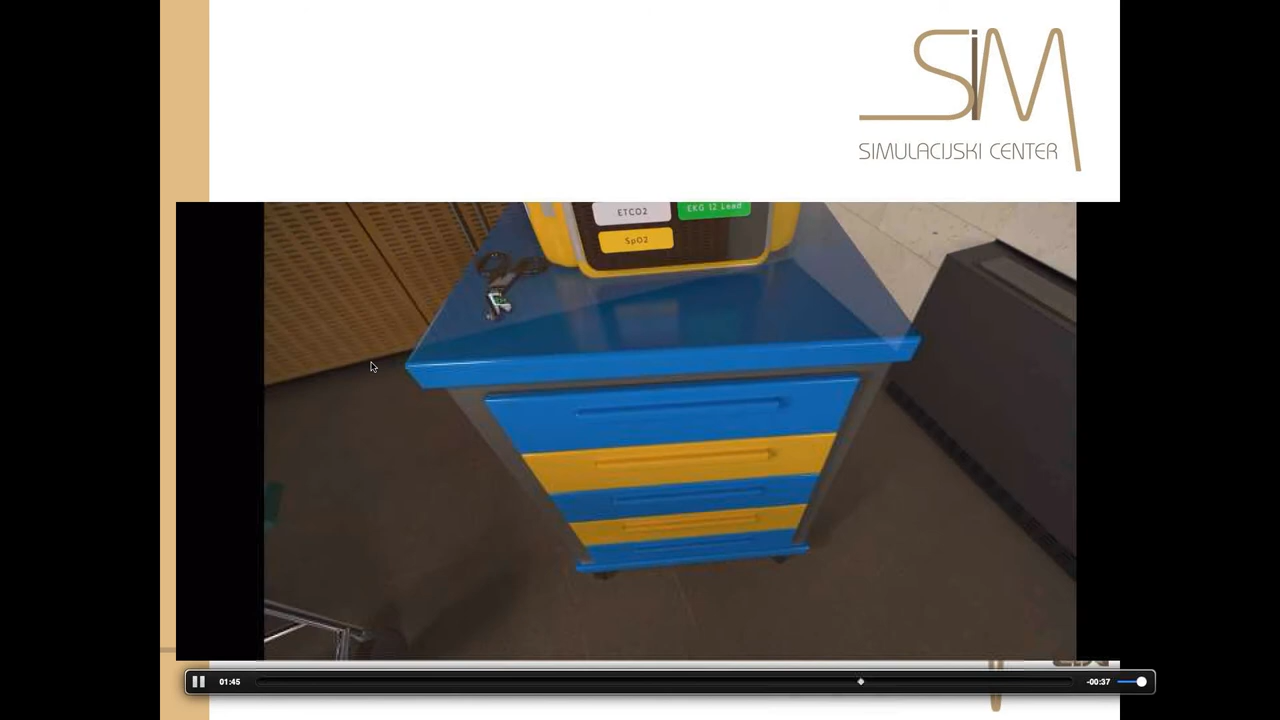 SiM
SIMULACIJSKI CENTER
ETCO2
EKG 12 Lead
SpO2
01:45
-00:37